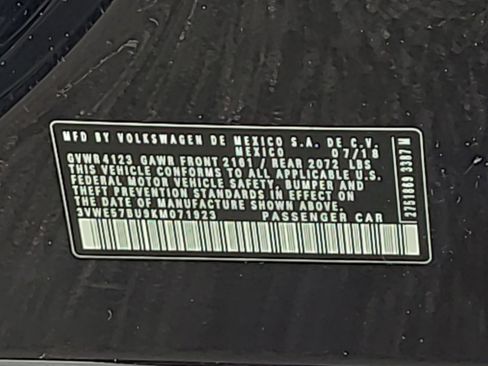 MFD BY VOLKSWAGEN DE MEXICO S.A. DE C.V.
MEXICO 07/18
GVWR4123 GAWR FRONT 2161 / REAR 2072 LBS
THIS VEHICLE CONFORMS TO ALL APPLICABLE U.S.
FEDERAL MOTOR VEHICLE SAFETY, BUMPER AND
THEFT PREVENTION STANDARDS IN EFFECT ON
THE DATE OF MANUFACTURE SHOWN ABOVE
3VWE57BU9KM071923 PASSENGER CAR